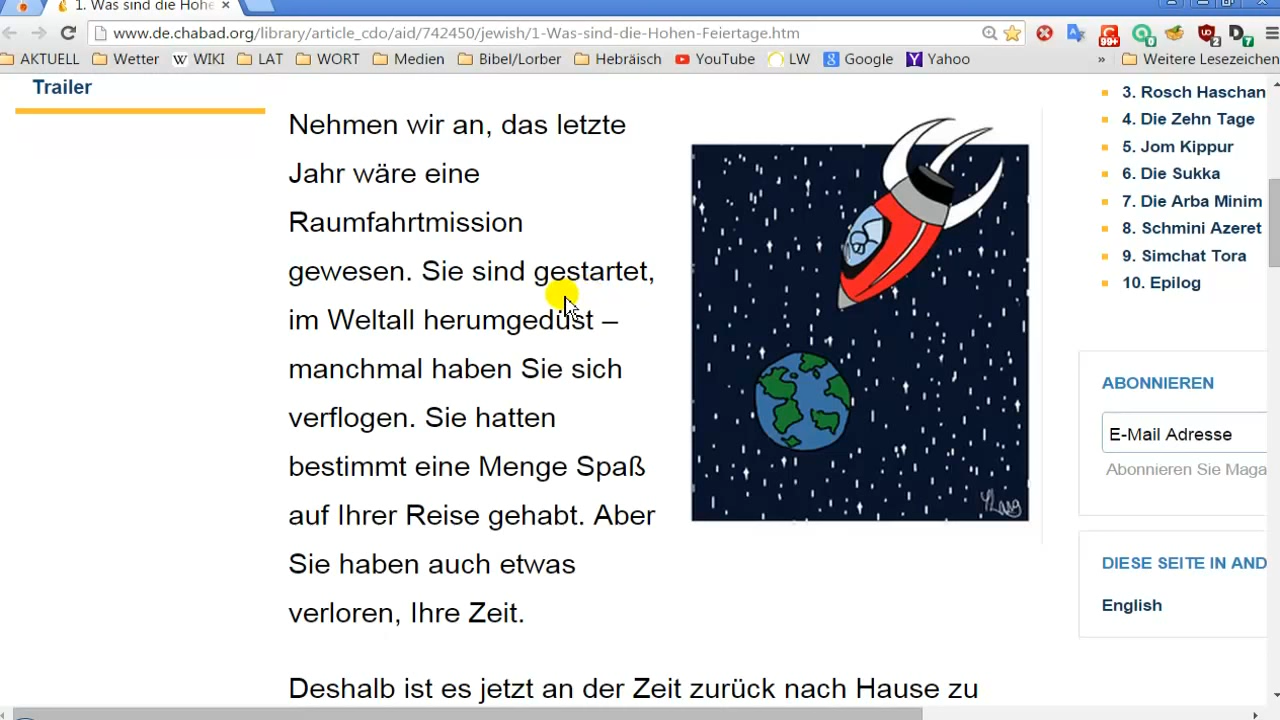 1. Was sind die Hohe
www.de.chabad.org/library/article_cdo/aid/742450/jewish/1-Was-sind-die-Hohen-Feiertage.htm
99+ 0 2 7
AKTUELL Wetter WIKI LAT WORT Medien Bibel/Lorber Hebräisch YouTube LW Google Yahoo » Weitere Lesezeichen
Trailer
Nehmen wir an, das letzte
Jahr wäre eine
Raumfahrtmission
gewesen. Sie sind gestartet,
im Weltall herumgedüst –
manchmal haben Sie sich
verflogen. Sie hatten
bestimmt eine Menge Spaß
auf Ihrer Reise gehabt. Aber
Sie haben auch etwas
verloren, Ihre Zeit.
Deshalb ist es jetzt an der Zeit zurück nach Hause zu
3. Rosch Haschan
4. Die Zehn Tage
5. Jom Kippur
6. Die Sukka
7. Die Arba Minim
8. Schmini Azeret
9. Simchat Tora
10. Epilog
ABONNIEREN
E-Mail Adresse
Abonnieren Sie Maga
DIESE SEITE IN AND
English